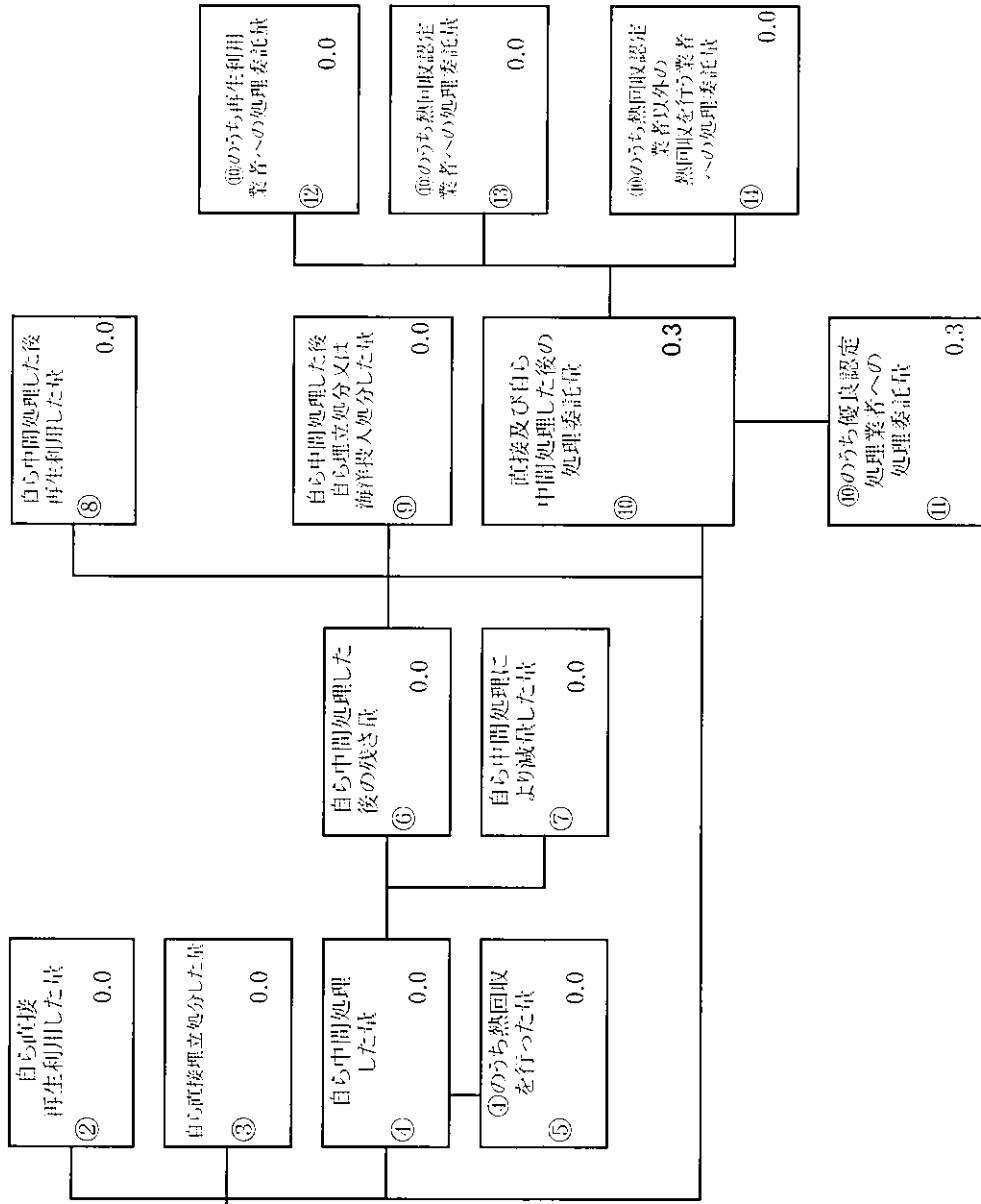 ②
自ら直接
再生利用した量
0.0
③
自ら直接埋立処分した量
0.0
④
自ら中間処理
した量
0.0
⑤
④のうち熱回収
を行った量
0.0
⑥
自ら中間処理した
後の残さ量
0.0
⑦
自ら中間処理に
より減量した量
0.0
⑧
自ら中間処理した後
再生利用した量
0.0
⑨
自ら中間処理した後
自ら埋立処分又は
海洋投入処分した量
0.0
⑩
直接及び自ら
中間処理した後の
処理委託量
0.3
⑪
⑩のうち優良認定
処理業者への
処理委託量
0.3
⑫
⑩のうち再生利用
業者への処理委託量
0.0
⑬
⑩のうち熱回収認定
業者への処理委託量
0.0
⑭
⑩のうち熱回収認定
業者以外の
熱回収を行う業者
への処理委託量
0.0